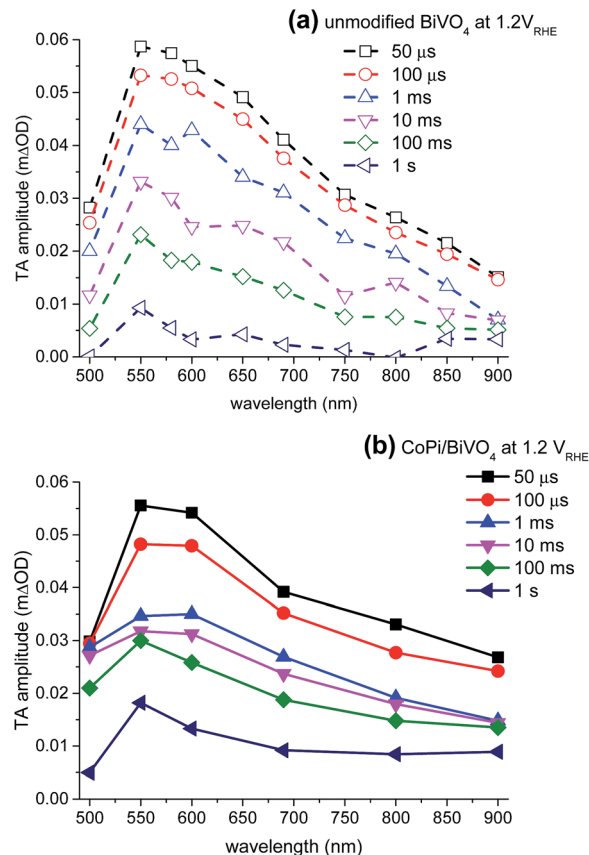 (a) unmodified BiVO₄ at 1.2V_RHE
50 μs
100 μs
1 ms
10 ms
100 ms
1 s
TA amplitude (mΔOD)
0.06
0.05
0.04
0.03
0.02
0.01
0.00
500 550 600 650 700 750 800 850 900
wavelength (nm)
(b) CoPi/BiVO₄ at 1.2 V_RHE
50 μs
100 μs
1 ms
10 ms
100 ms
1 s
TA amplitude (mΔOD)
0.06
0.05
0.04
0.03
0.02
0.01
0.00
500 550 600 650 700 750 800 850 900
wavelength (nm)